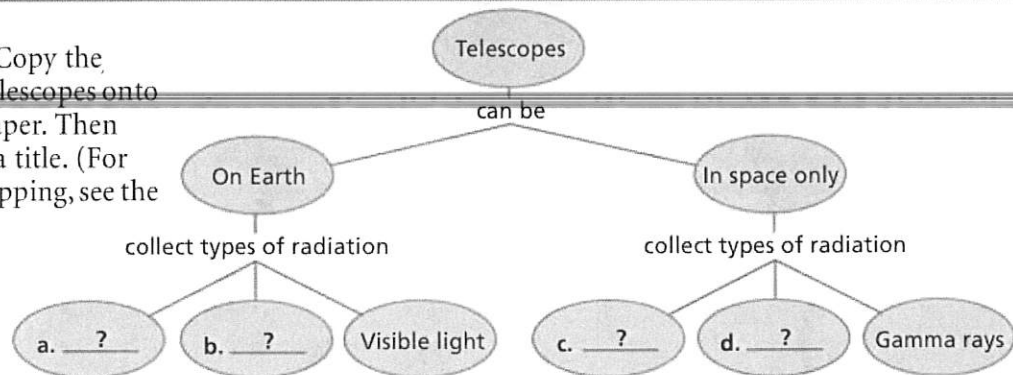 Copy the
lescopes onto
per. Then
a title. (For
pping, see the
Telescopes
can be
On Earth
In space only
collect types of radiation
collect types of radiation
a. ?
b. ?
Visible light
c. ?
d. ?
Gamma rays